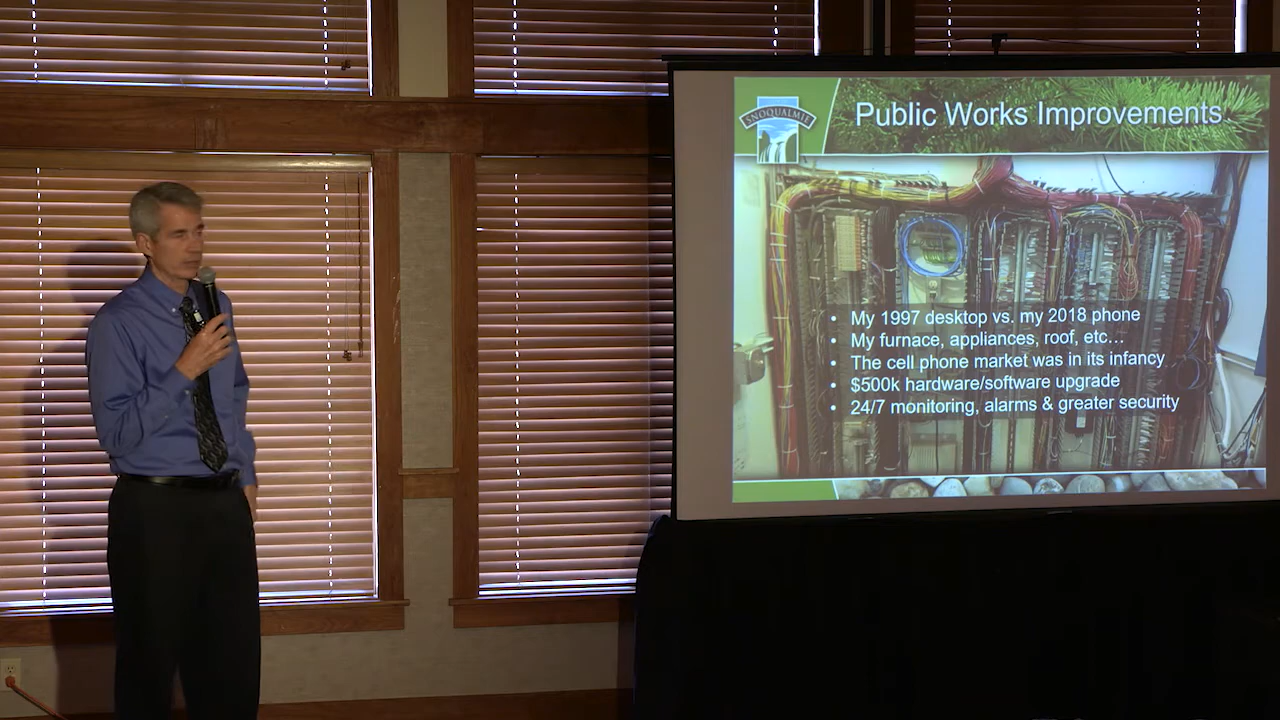 SNOQUALMIE
Public Works Improvements
• My 1997 desktop vs. my 2018 phone
• My furnace, appliances, roof, etc...
• The cell phone market was in its infancy
• $500k hardware/software upgrade
• 24/7 monitoring, alarms & greater security